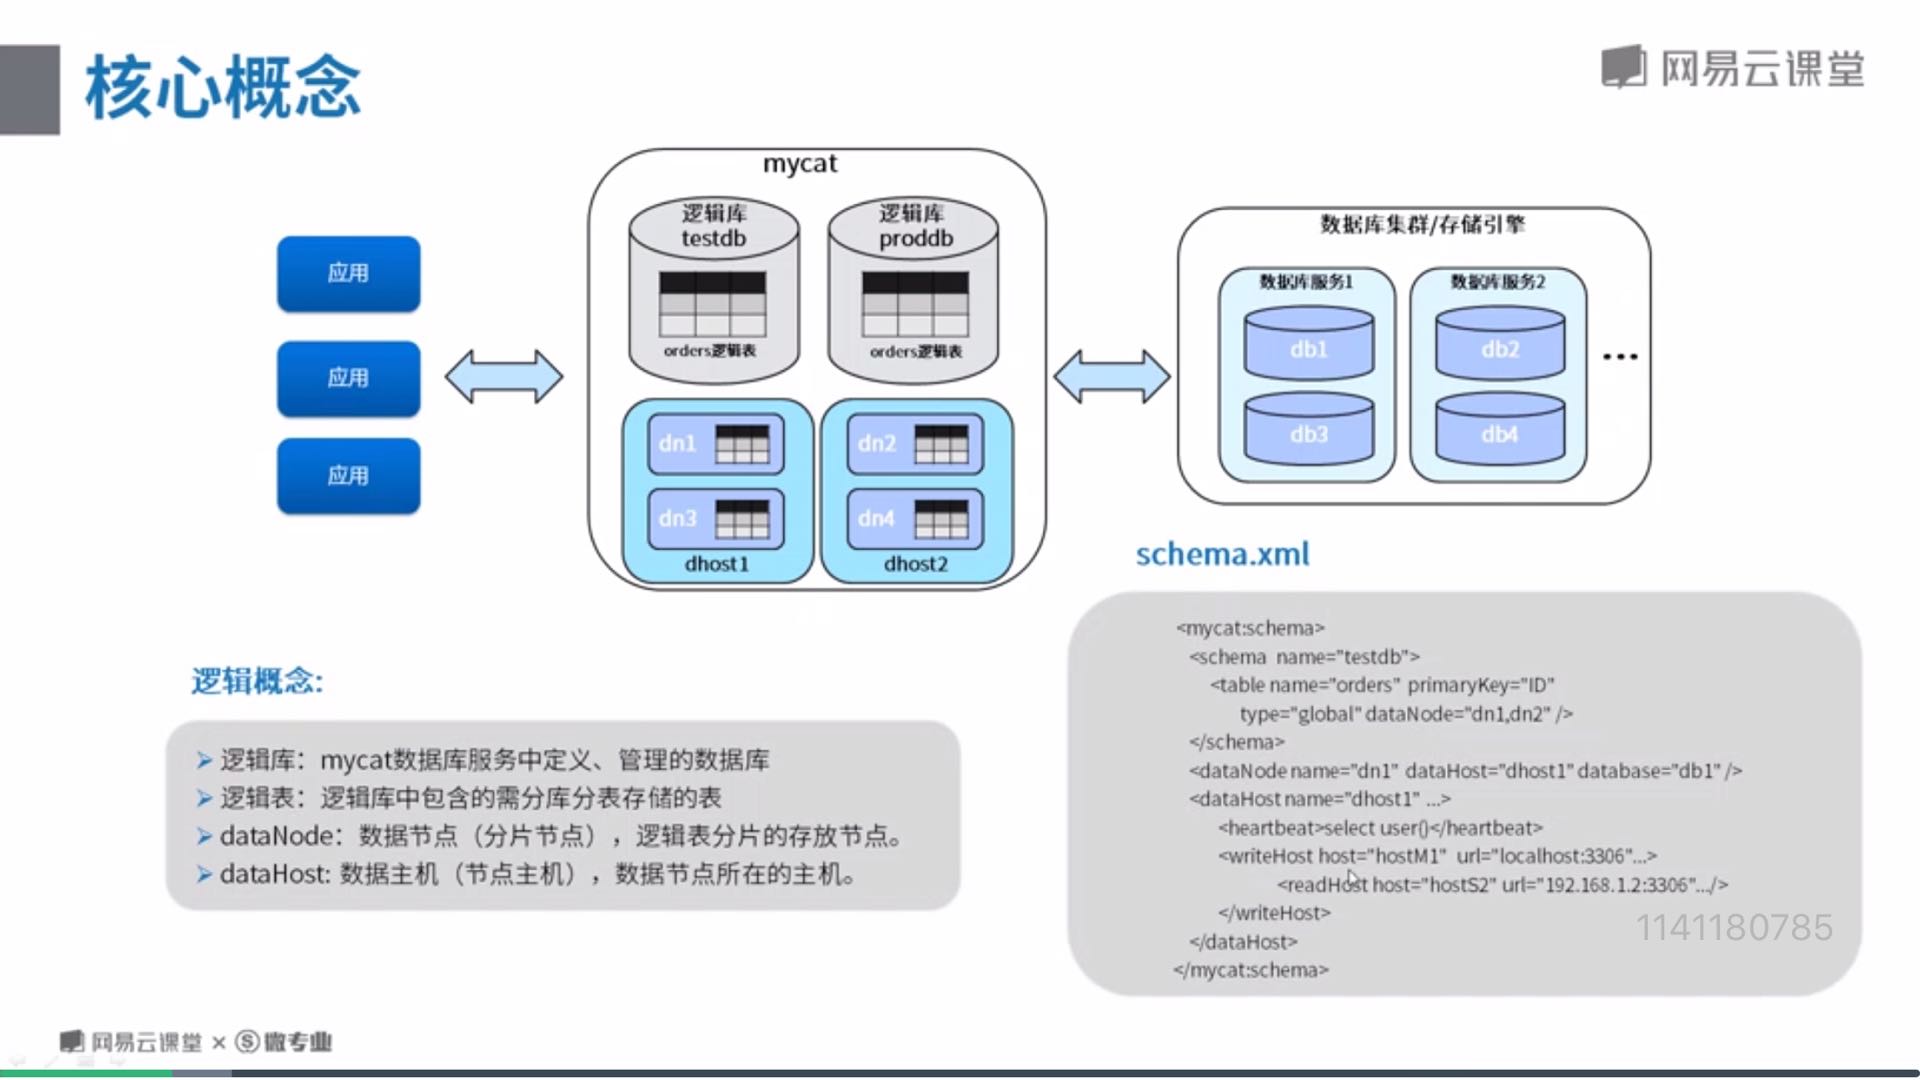 核心概念
网易云课堂
mycat
逻辑库
testdb
orders逻辑表
逻辑库
proddb
orders逻辑表
应用
应用
应用
dn1
dn2
dn3
dn4
dhost1
dhost2
数据库集群/存储引擎
数据库服务1
db1
db3
数据库服务2
db2
db4
...
逻辑概念:
➢ 逻辑库：mycat数据库服务中定义、管理的数据库
➢ 逻辑表：逻辑库中包含的需分库分表存储的表
➢ dataNode：数据节点（分片节点），逻辑表分片的存放节点。
➢ dataHost: 数据主机（节点主机），数据节点所在的主机。
schema.xml
<mycat:schema>
<schema name="testdb">
<table name="orders" primaryKey="ID"
type="global" dataNode="dn1,dn2" />
</schema>
<dataNode name="dn1" dataHost="dhost1" database="db1" />
<dataHost name="dhost1" ...>
<heartbeat>select user()</heartbeat>
<writeHost host="hostM1" url="localhost:3306"...>
<readHost host="hostS2" url="192.168.1.2:3306".../>
</writeHost>
</dataHost>
</mycat:schema>
1141180785
网易云课堂 × Ⓢ微专业